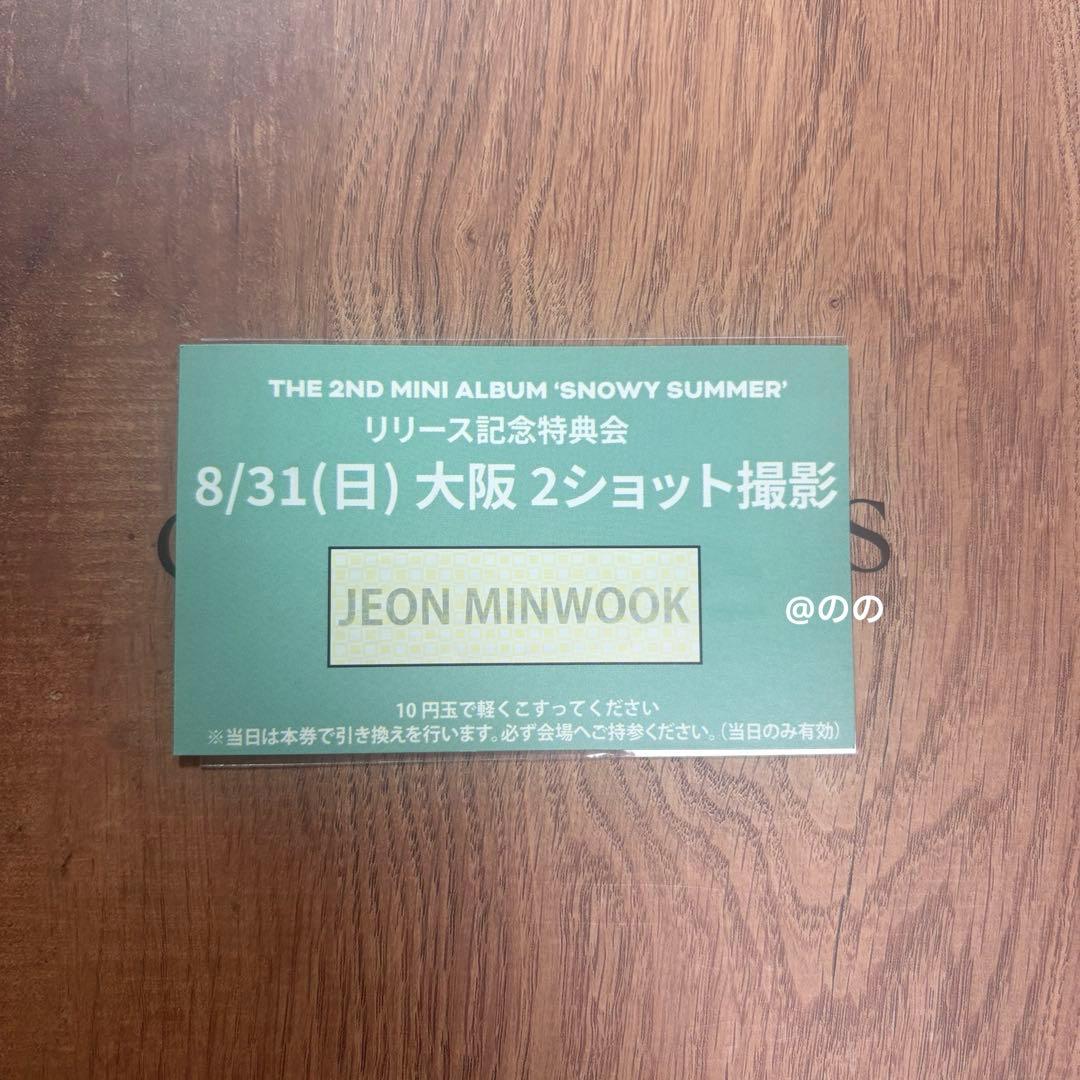 THE 2ND MINI ALBUM ‘SNOWY SUMMER’
リリース記念特典会
8/31(日) 大阪 2ショット撮影
JEON MINWOOK
@のの
10 円玉で軽くこすってください
※当日は本券で引き換えを行います。必ず会場へご持参ください。(当日のみ有効)